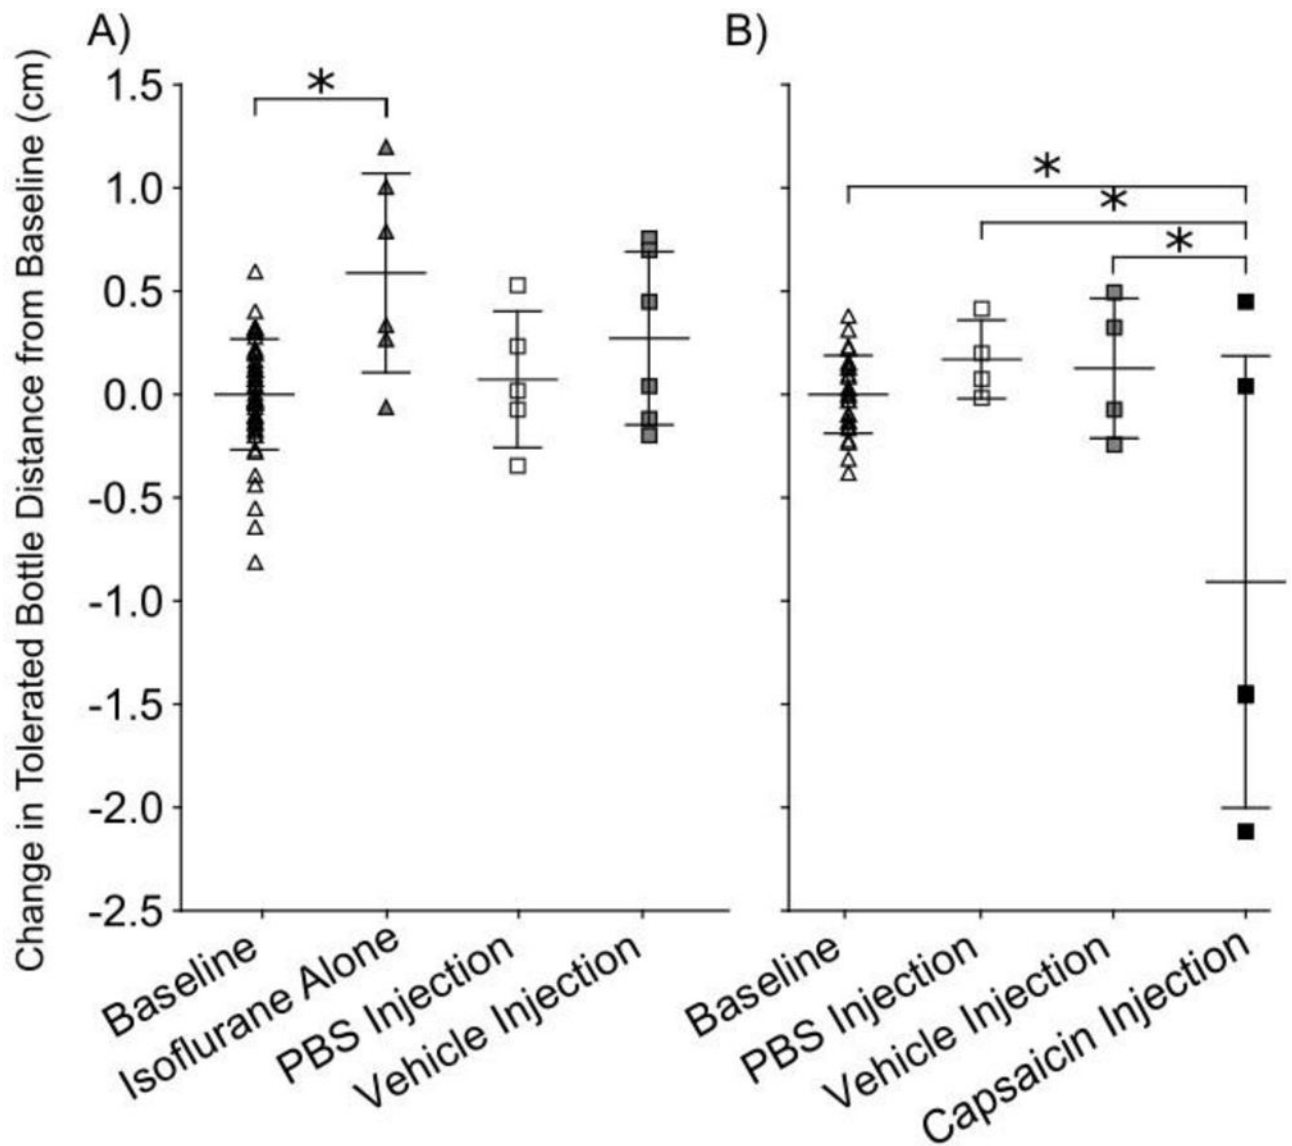 A)
B)
Change in Tolerated Bottle Distance from Baseline (cm)
1.5
1.0
0.5
0.0
-0.5
-1.0
-1.5
-2.0
-2.5
*
*
*
*
Baseline
Isoflurane Alone
PBS Injection
Vehicle Injection
Baseline
PBS Injection
Vehicle Injection
Capsaicin Injection